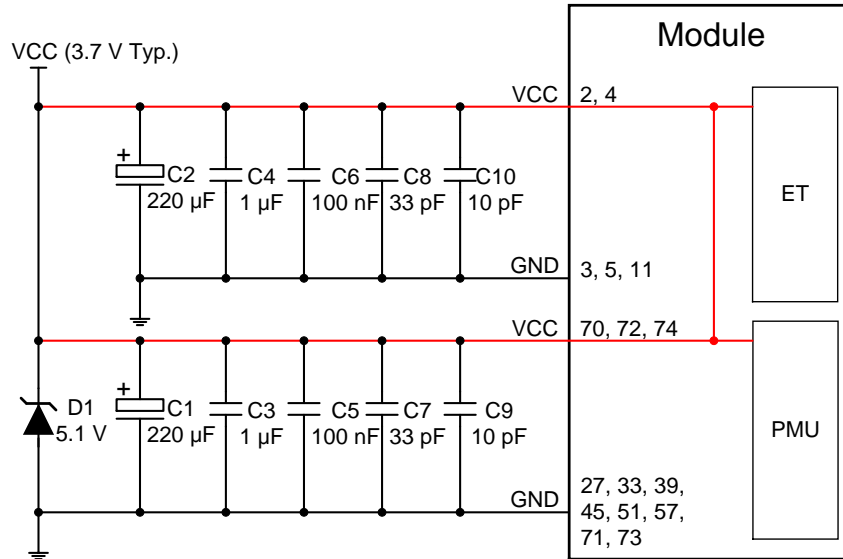 Module
VCC (3.7 V Typ.)
VCC
2, 4
+
C2
220 µF
C4
1 µF
C6
100 nF
C8
33 pF
C10
10 pF
ET
GND
3, 5, 11
VCC
70, 72, 74
D1
5.1 V
+
C1
220 µF
C3
1 µF
C5
100 nF
C7
33 pF
C9
10 pF
PMU
GND
27, 33, 39,
45, 51, 57,
71, 73